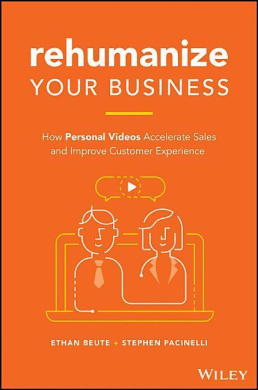 rehumanize
YOUR BUSINESS
How Personal Videos Accelerate Sales
and Improve Customer Experience
ETHAN BEUTE + STEPHEN PACINELLI
WILEY